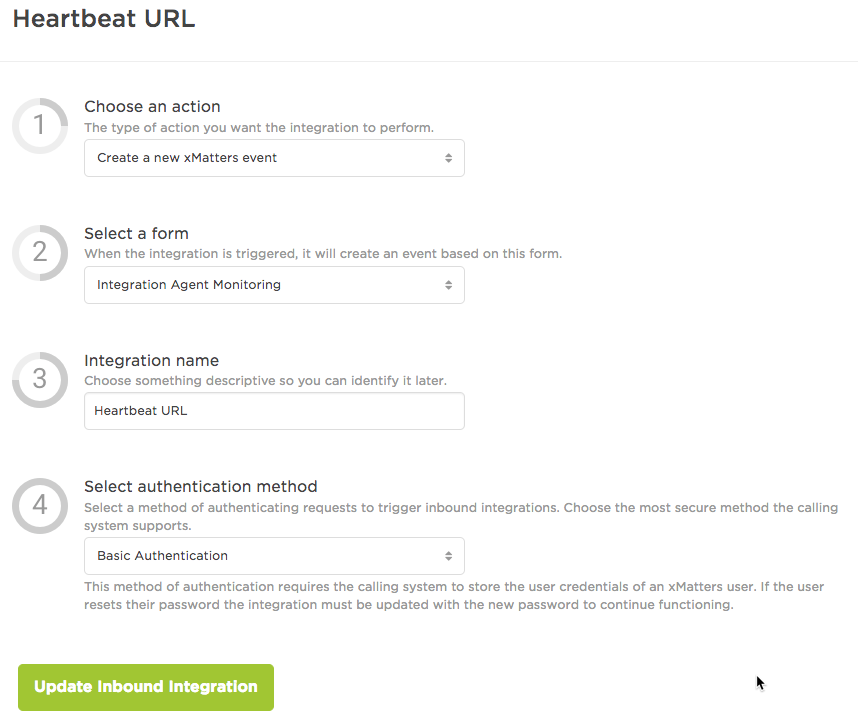 Heartbeat URL
1
Choose an action
The type of action you want the integration to perform.
Create a new xMatters event
2
Select a form
When the integration is triggered, it will create an event based on this form.
Integration Agent Monitoring
3
Integration name
Choose something descriptive so you can identify it later.
Heartbeat URL
4
Select authentication method
Select a method of authenticating requests to trigger inbound integrations. Choose the most secure method the calling
system supports.
Basic Authentication
This method of authentication requires the calling system to store the user credentials of an xMatters user. If the user
resets their password the integration must be updated with the new password to continue functioning.
Update Inbound Integration